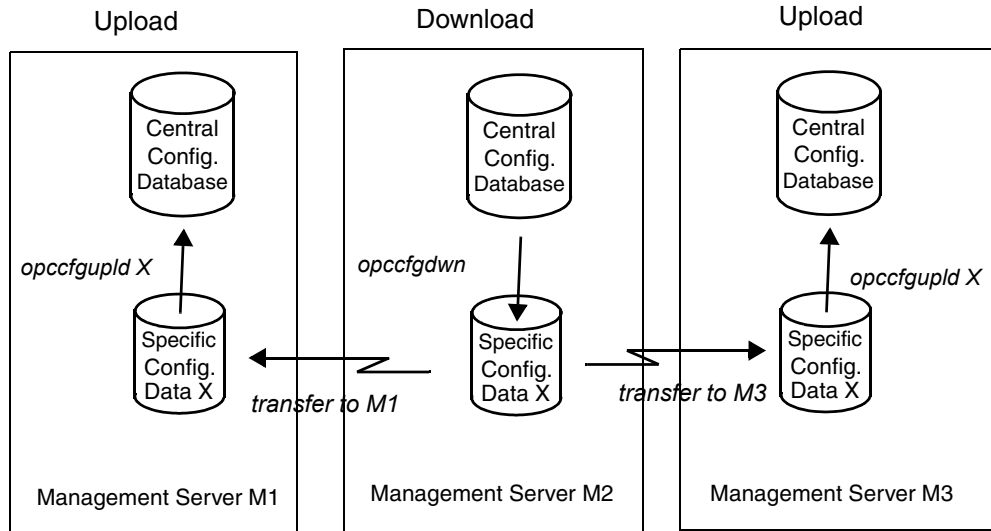 Upload
Download
Upload
Central
Config.
Database
Central
Config.
Database
Central
Config.
Database
opccfgupld X
opccfgdwn
opccfgupld X
Specific
Config.
Data X
Specific
Config.
Data X
Specific
Config.
Data X
transfer to M1
transfer to M3
Management Server M1
Management Server M2
Management Server M3